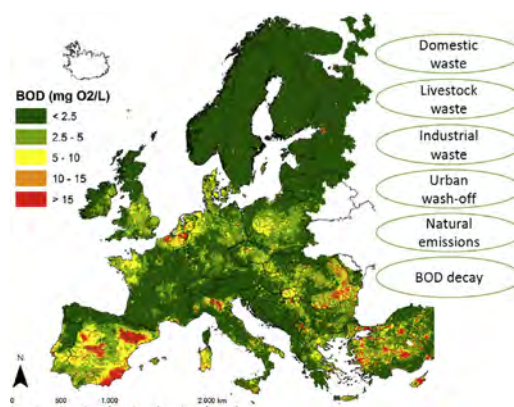 BOD (mg O2/L)
< 2.5
2.5 - 5
5 - 10
10 - 15
> 15
Domestic
waste
Livestock
waste
Industrial
waste
Urban
wash-off
Natural
emissions
BOD decay
N
0 500 1.000 2.000 km